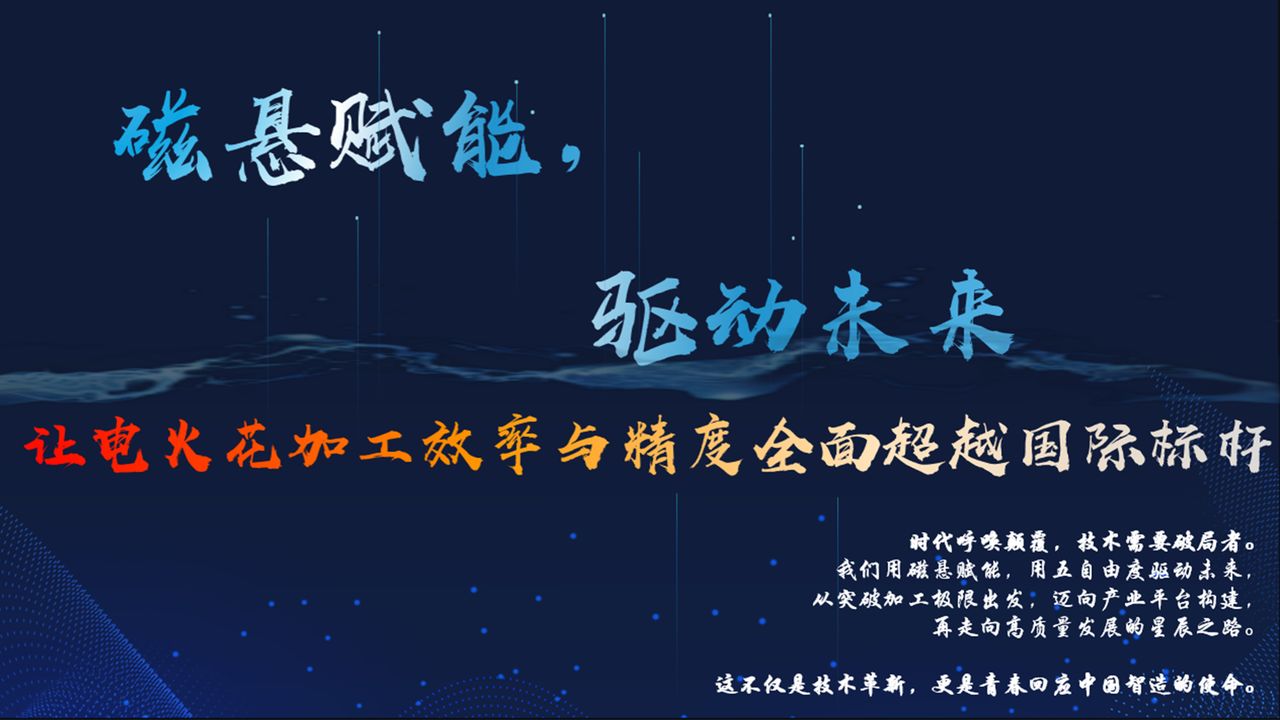 磁悬赋能，
驱动未来
让电火花加工效率与精度全面超越国际标杆
时代呼唤颠覆，技术需要破局者。
我们用磁悬赋能，用五自由度驱动未来，
从突破加工极限出发，迈向产业平台构建，
再走向高质量发展的星辰之路。
这不仅是技术革新，更是青春回应中国智造的使命。